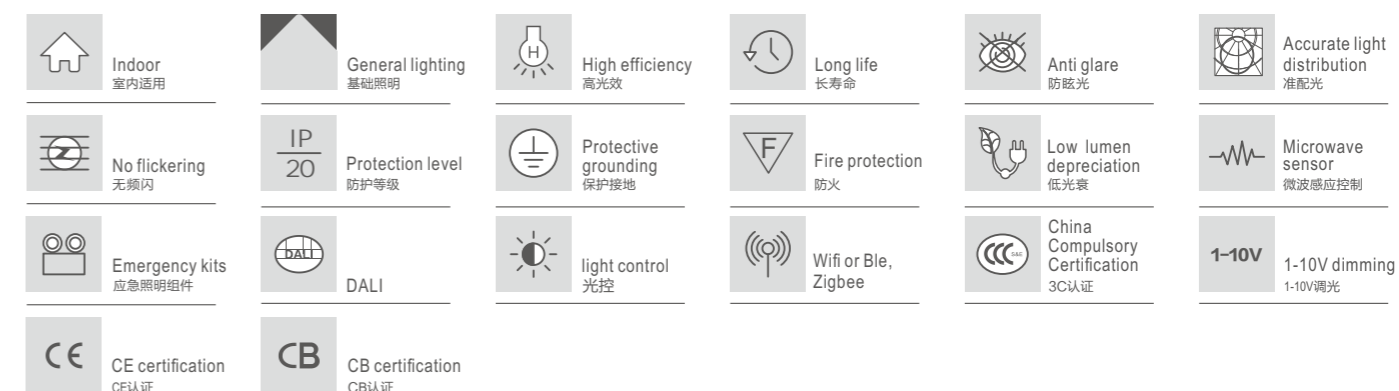 Indoor
室内适用
General lighting
基础照明
H
High efficiency
高光效
Long life
长寿命
Anti glare
防眩光
Accurate light
distribution
准配光
No flickering
无频闪
IP
20
Protection level
防护等级
Protective
grounding
保护接地
F
Fire protection
防火
Low lumen
depreciation
低光衰
Microwave
sensor
微波感应控制
Emergency kits
应急照明组件
DALI
DALI
light control
光控
Wifi or Ble,
Zigbee
CCC
S&E
China
Compulsory
Certification
3C认证
1-10V
1-10V dimming
1-10V调光
CE
CE certification
CE认证
CB
CB certification
CB认证